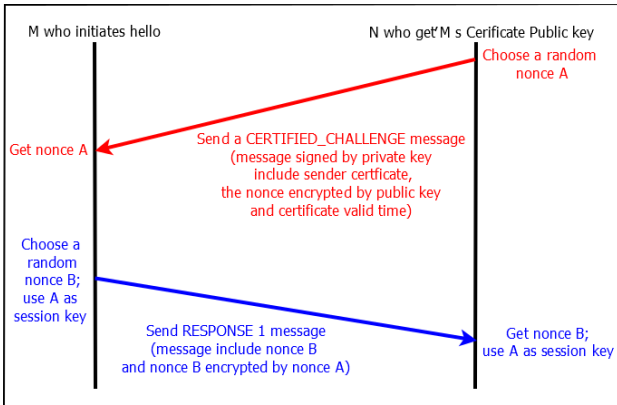 M who initiates hello
N who get'M s Cerificate Public key
Choose a random
nonce A
Send a CERTIFIED_CHALLENGE message
(message signed by private key
include sender certficate,
the nonce encrypted by public key
and certificate valid time)
Get nonce A
Choose a
random
nonce B;
use A as
session key
Send RESPONSE 1 message
(message include nonce B
and nonce B encrypted by nonce A)
Get nonce B;
use A as session key